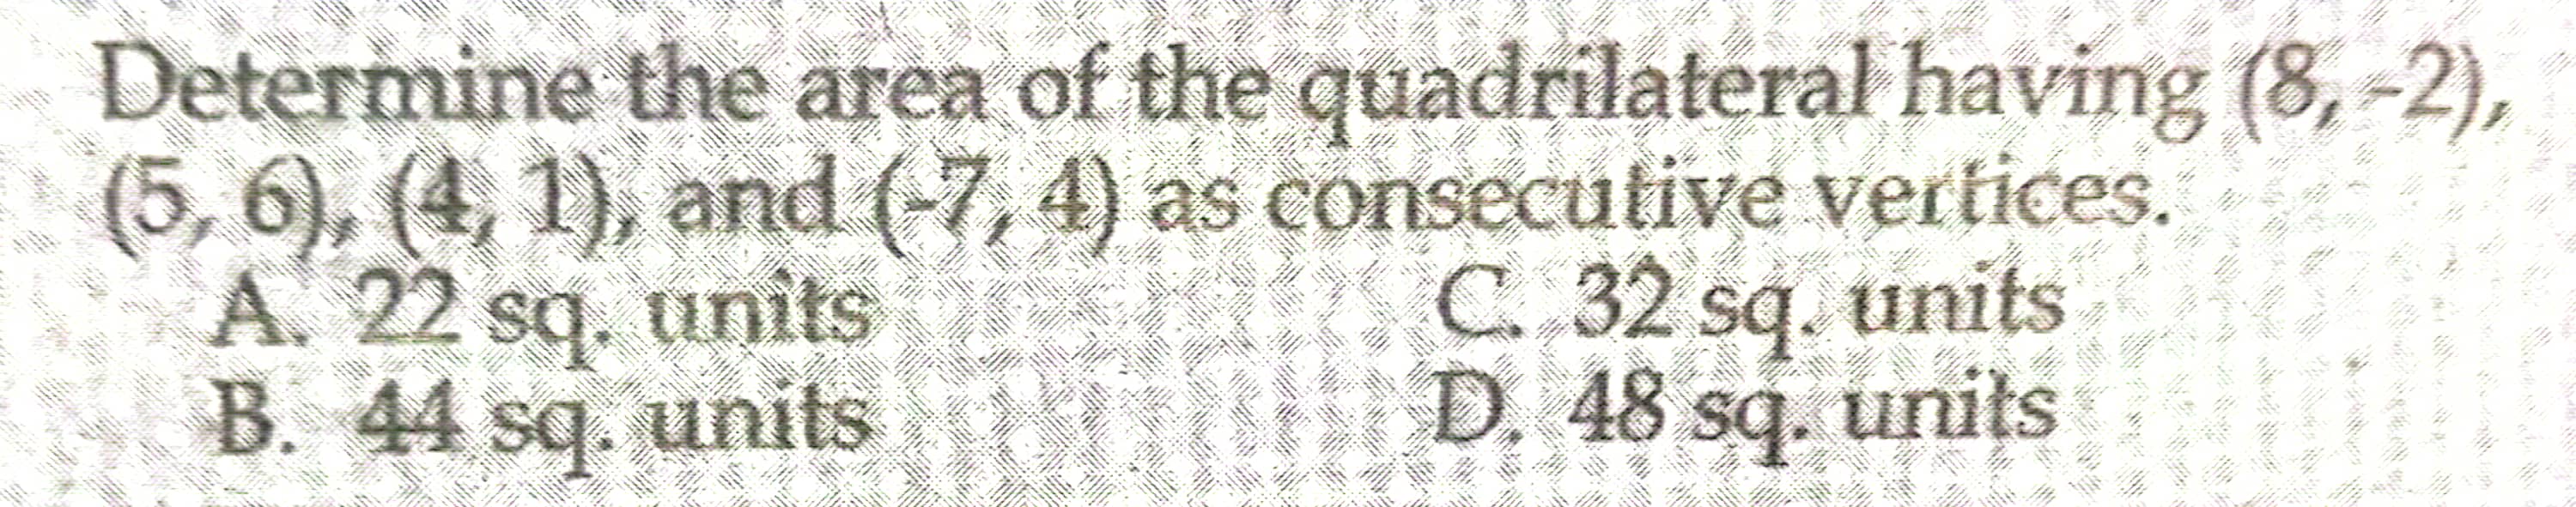 Determine the area of the quadrilateral having (8, -2),
(5, 6), (4, 1), and (-7, 4) as consecutive vertices.
A. 22 sq. units
C. 32 sq. units
B. 44 sq. units
D. 48 sq. units